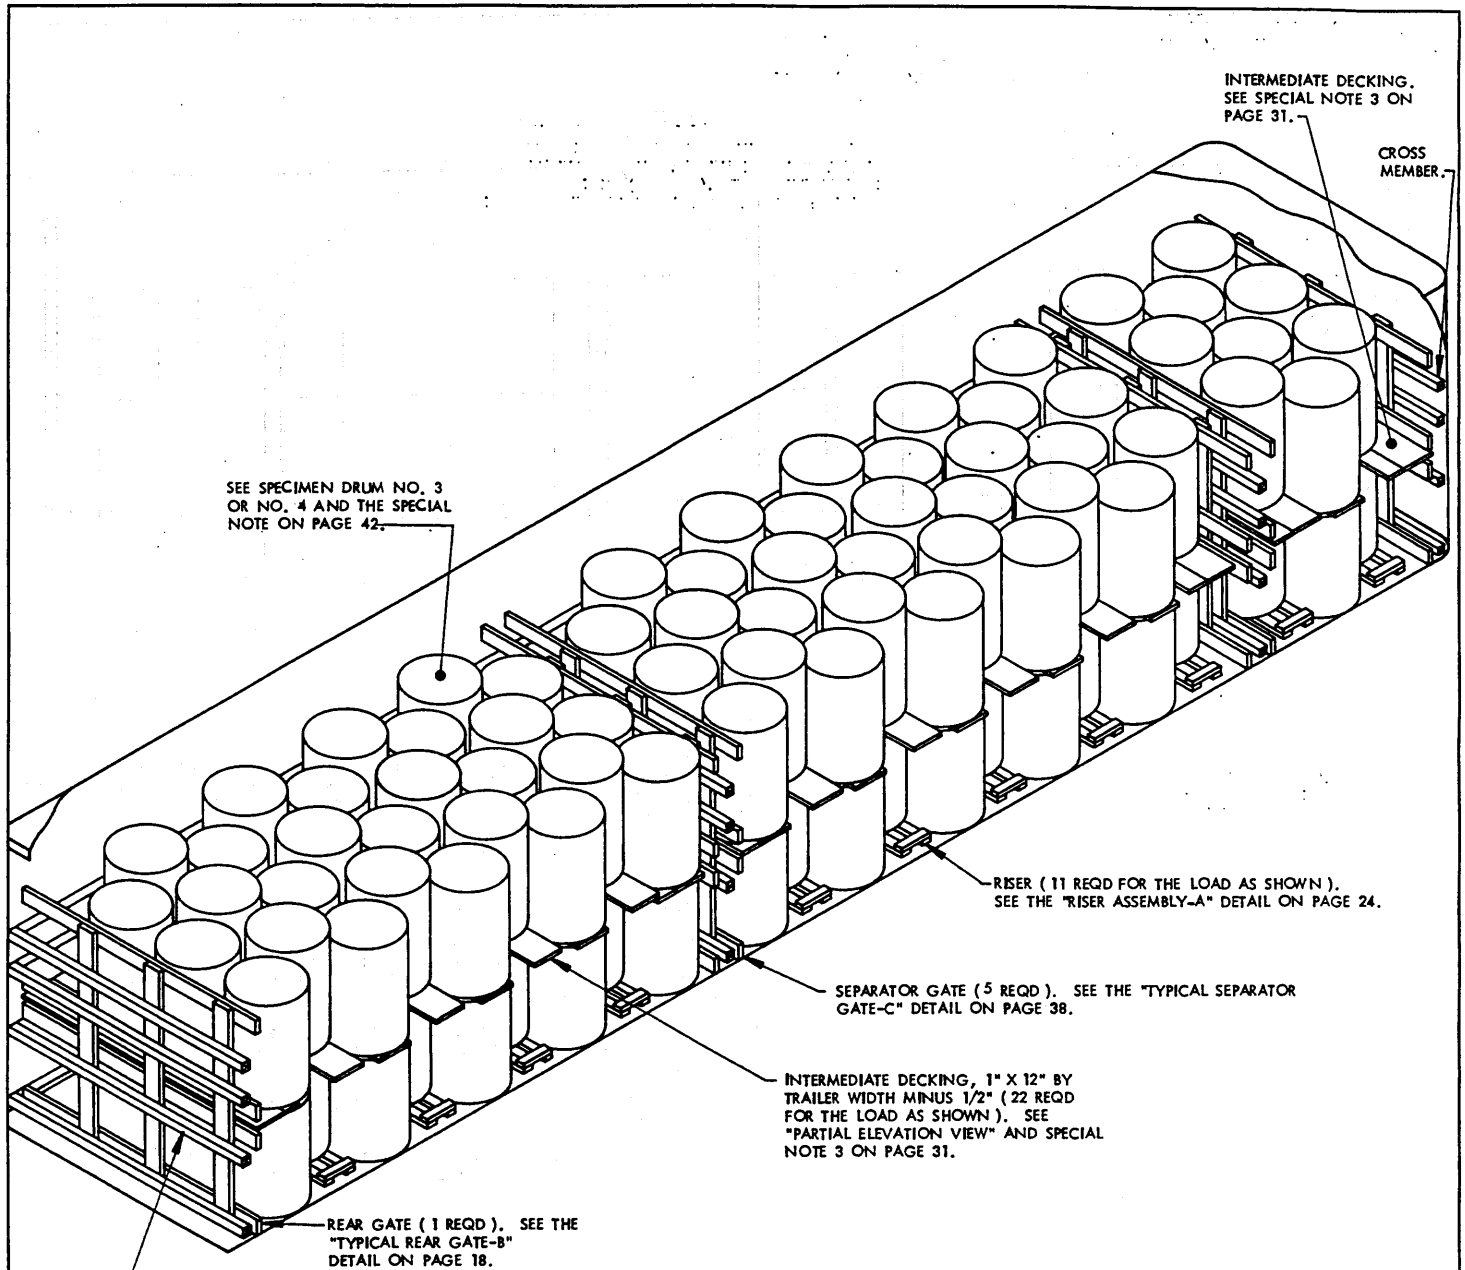 INTERMEDIATE DECKING.
SEE SPECIAL NOTE 3 ON
PAGE 31.
CROSS
MEMBER.
SEE SPECIMEN DRUM NO. 3
OR NO. 4 AND THE SPECIAL
NOTE ON PAGE 42.
RISER ( 11 REQD FOR THE LOAD AS SHOWN ).
SEE THE "RISER ASSEMBLY-A" DETAIL ON PAGE 24.
SEPARATOR GATE ( 5 REQD ). SEE THE "TYPICAL SEPARATOR
GATE-C" DETAIL ON PAGE 38.
INTERMEDIATE DECKING, 1" X 12" BY
TRAILER WIDTH MINUS 1/2" ( 22 REQD
FOR THE LOAD AS SHOWN ). SEE
"PARTIAL ELEVATION VIEW" AND SPECIAL
NOTE 3 ON PAGE 31.
REAR GATE ( 1 REQD ). SEE THE
"TYPICAL REAR GATE-B"
DETAIL ON PAGE 18.